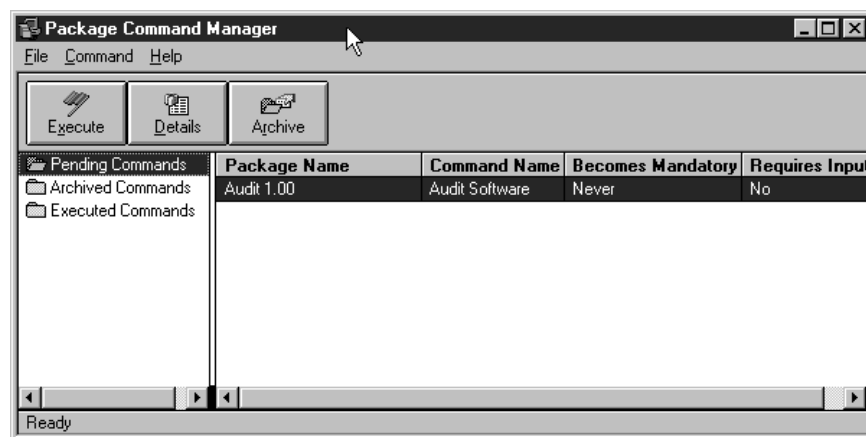 Package Command Manager
File Command Help
Execute Details Archive
Pending Commands
Archived Commands
Executed Commands
Package Name Command Name Becomes Mandatory Requires Input
Audit 1.00 Audit Software Never No
Ready